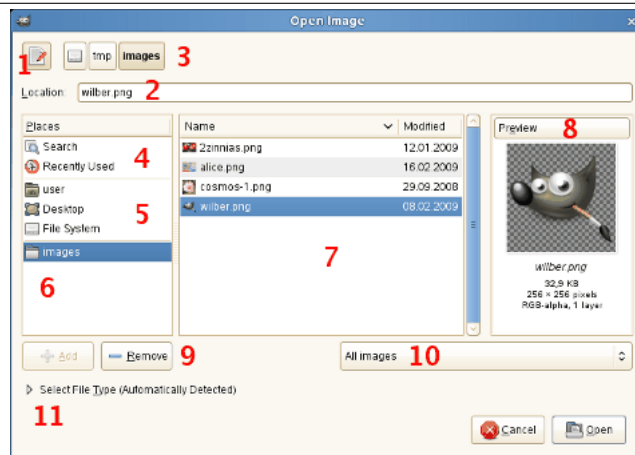 Open Image
1
tmp images 3
Location: wilber.png 2
Places
Search
Recently Used
4
user
Desktop
File System
5
images
6
Name Modified
2zinnias.png 12.01.2009
alice.png 16.02.2009
cosmos-1.png 29.09.2008
wilber.png 08.02.2009
7
Preview 8
wilber.png
32,9 KB
256 × 256 pixels
RGB-alpha, 1 layer
Add Remove 9
All images 10
Select File Type (Automatically Detected)
11
Cancel Open